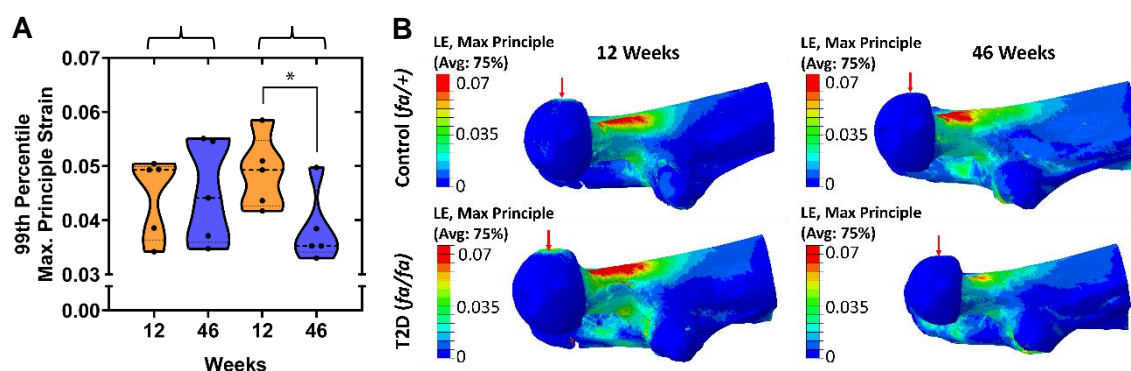 A
99th Percentile
Max. Principle Strain
0.07
0.06
0.05
0.04
0.03
0.00
*
12 46 12 46
Weeks
B
12 Weeks
46 Weeks
Control (fa/+)
LE, Max Principle
(Avg: 75%)
0.07
0.035
0
LE, Max Principle
(Avg: 75%)
0.07
0.035
0
T2D (fa/fa)
LE, Max Principle
(Avg: 75%)
0.07
0.035
0
LE, Max Principle
(Avg: 75%)
0.07
0.035
0